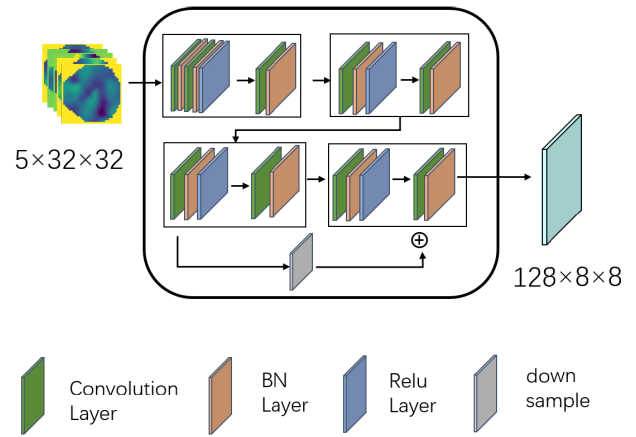 5×32×32
128×8×8
Convolution
Layer
BN
Layer
Relu
Layer
down
sample